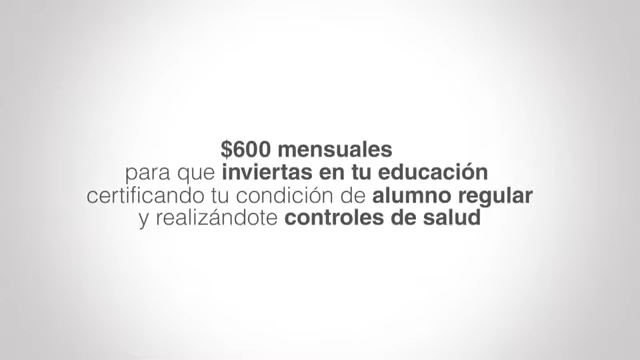 $600 mensuales
para que inviertas en tu educación
certificando tu condición de alumno regular
y realizándote controles de salud